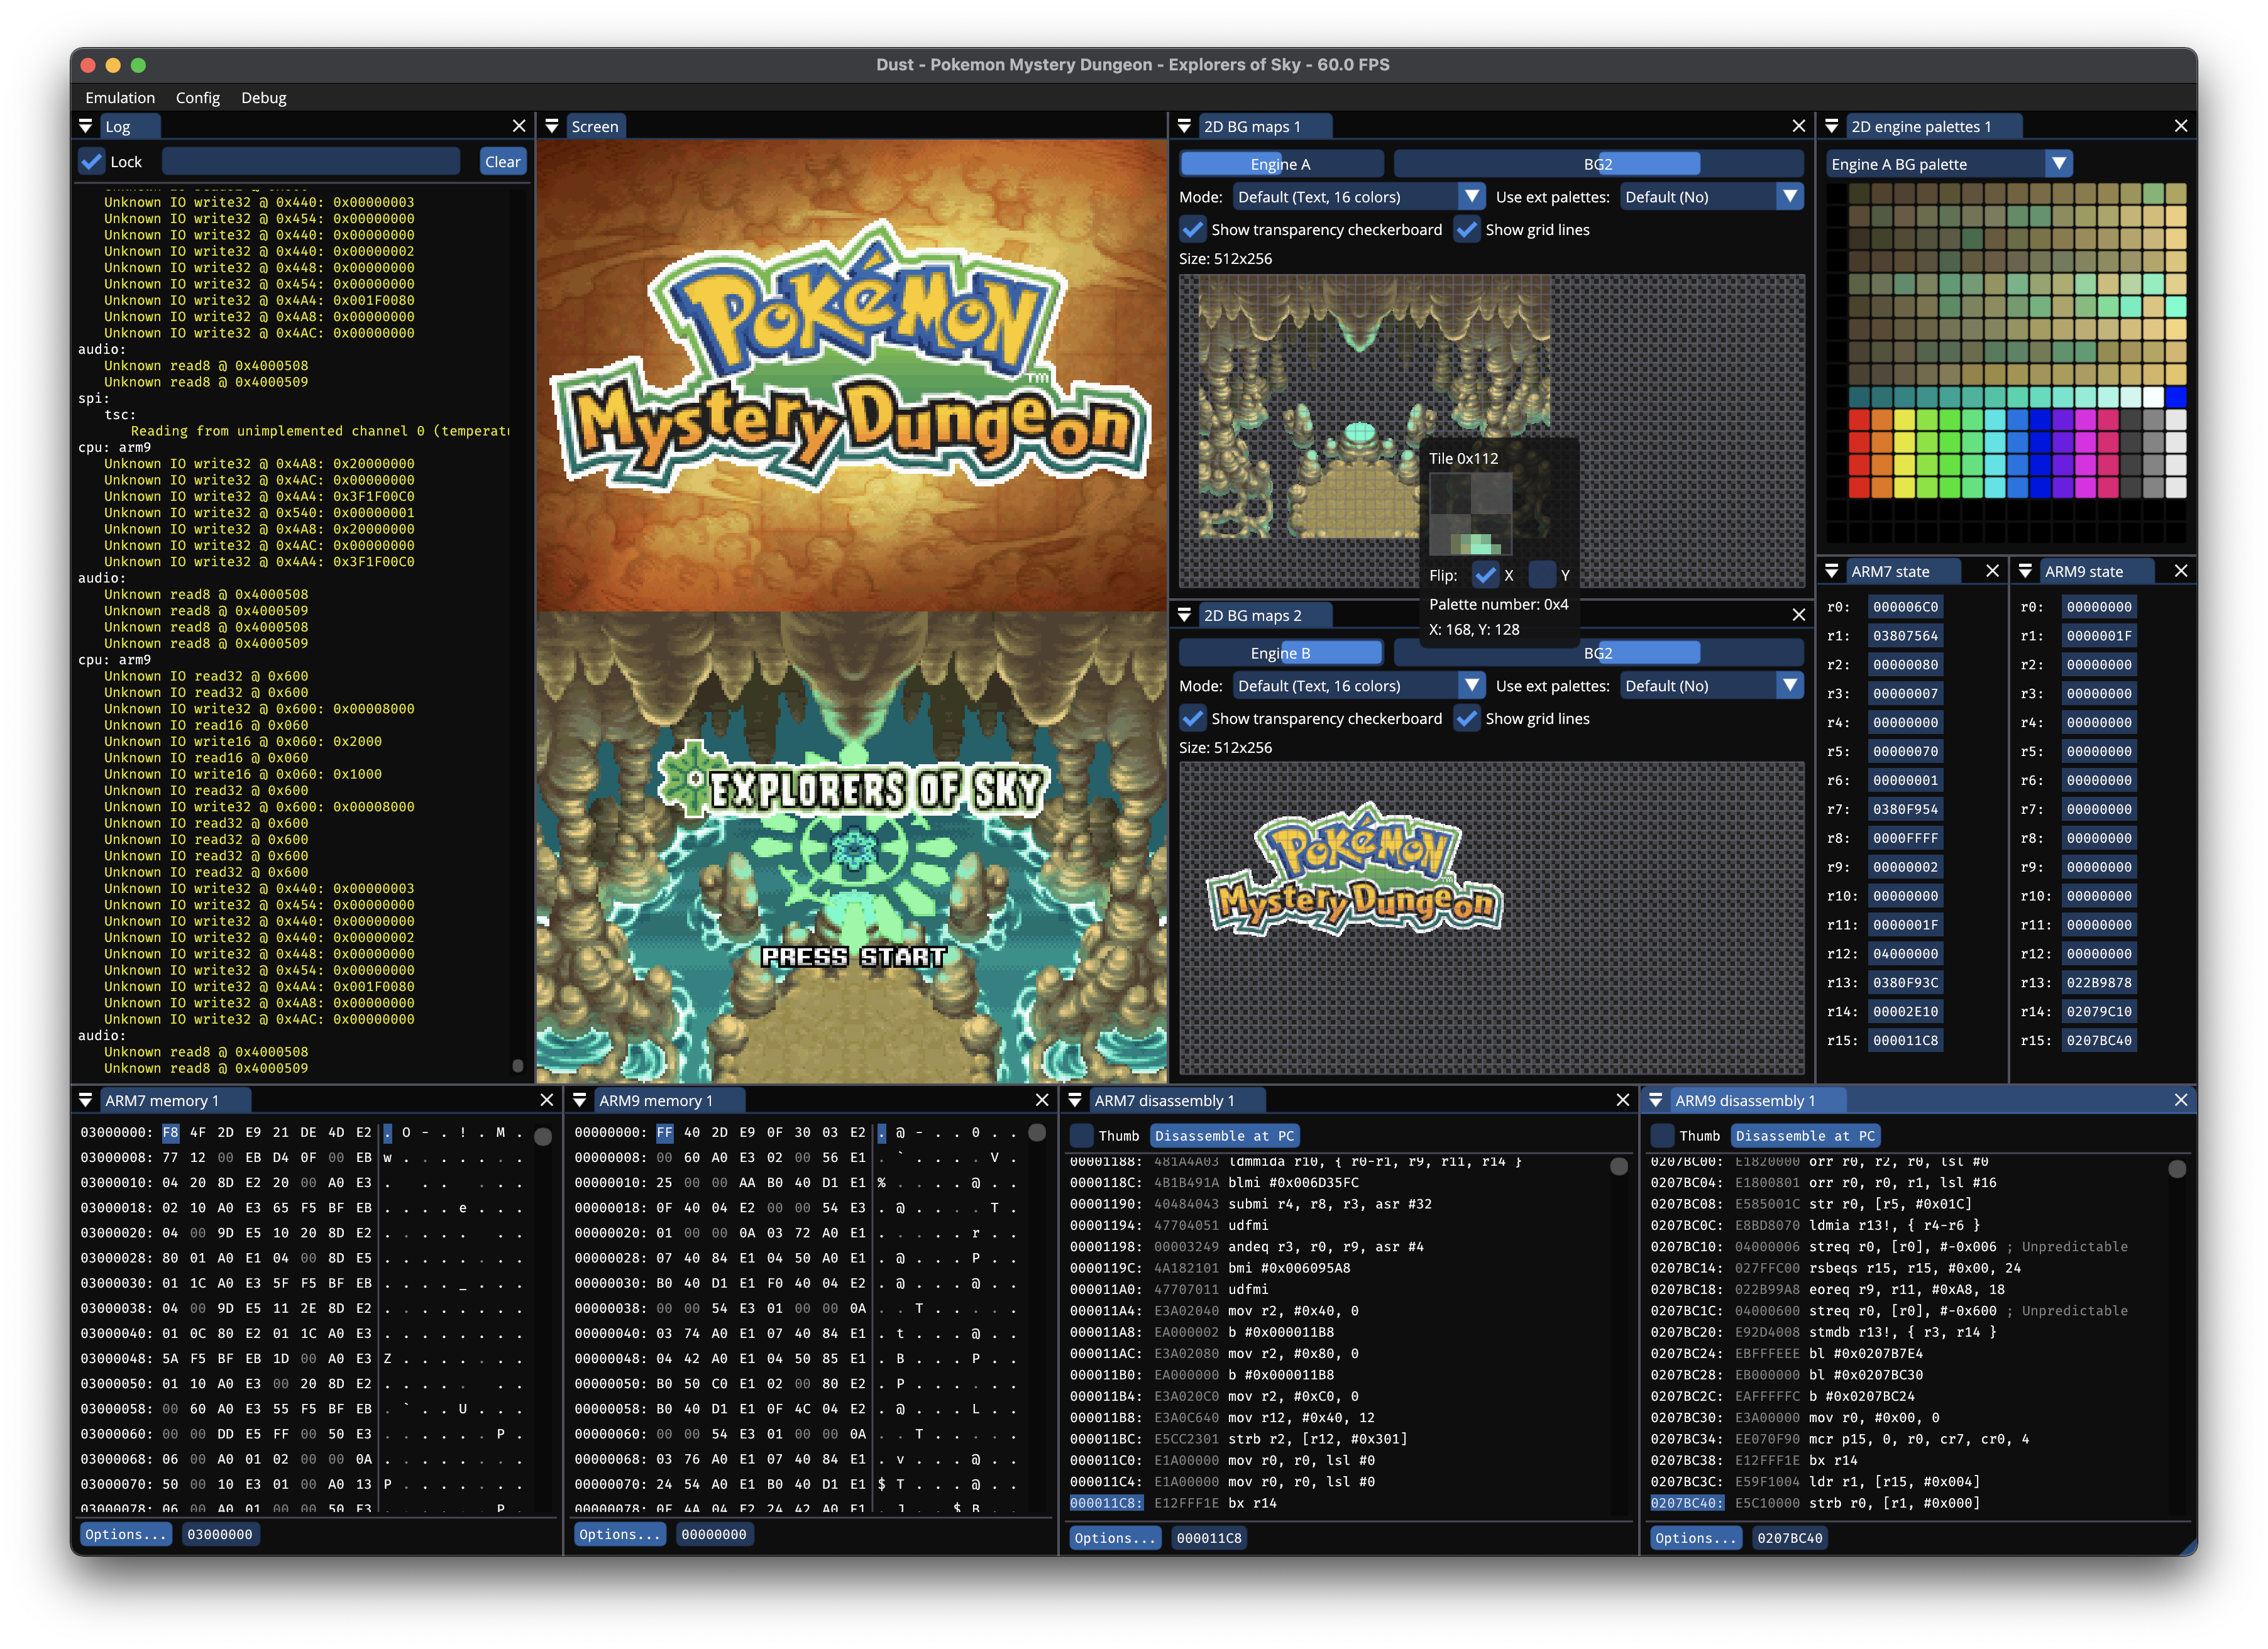 Dust - Pokemon Mystery Dungeon - Explorers of Sky - 60.0 FPS
Emulation Config Debug
Log
Lock
Clear
Unknown IO write32 @ 0x440: 0x00000003
Unknown IO write32 @ 0x454: 0x00000000
Unknown IO write32 @ 0x440: 0x00000000
Unknown IO write32 @ 0x440: 0x00000002
Unknown IO write32 @ 0x448: 0x00000000
Unknown IO write32 @ 0x454: 0x00000000
Unknown IO write32 @ 0x4A4: 0x001F0080
Unknown IO write32 @ 0x4A8: 0x00000000
Unknown IO write32 @ 0x4AC: 0x00000000
audio:
Unknown read8 @ 0x4000508
Unknown read8 @ 0x4000509
spi:
tsc:
Reading from unimplemented channel 0 (temperatu
cpu: arm9
Unknown IO write32 @ 0x4A8: 0x20000000
Unknown IO write32 @ 0x4AC: 0x00000000
Unknown IO write32 @ 0x4A4: 0x3F1F00C0
Unknown IO write32 @ 0x540: 0x00000001
Unknown IO write32 @ 0x4A8: 0x20000000
Unknown IO write32 @ 0x4AC: 0x00000000
Unknown IO write32 @ 0x4A4: 0x3F1F00C0
audio:
Unknown read8 @ 0x4000508
Unknown read8 @ 0x4000509
Unknown read8 @ 0x4000508
Unknown read8 @ 0x4000509
cpu: arm9
Unknown IO read32 @ 0x600
Unknown IO read32 @ 0x600
Unknown IO write32 @ 0x600: 0x00008000
Unknown IO read16 @ 0x060
Unknown IO write16 @ 0x060: 0x2000
Unknown IO read16 @ 0x060
Unknown IO write16 @ 0x060: 0x1000
Unknown IO read32 @ 0x600
Unknown IO write32 @ 0x600: 0x00008000
Unknown IO read32 @ 0x600
Unknown IO read32 @ 0x600
Unknown IO read32 @ 0x600
Unknown IO read32 @ 0x600
Unknown IO write32 @ 0x440: 0x00000003
Unknown IO write32 @ 0x454: 0x00000000
Unknown IO write32 @ 0x440: 0x00000000
Unknown IO write32 @ 0x440: 0x00000002
Unknown IO write32 @ 0x448: 0x00000000
Unknown IO write32 @ 0x454: 0x00000000
Unknown IO write32 @ 0x4A4: 0x001F0080
Unknown IO write32 @ 0x4A8: 0x00000000
Unknown IO write32 @ 0x4AC: 0x00000000
audio:
Unknown read8 @ 0x4000508
Unknown read8 @ 0x4000509
Screen
POKéMON
TM
Mystery Dungeon
EXPLORERS OF SKY
PRESS START
2D BG maps 1
Engine A BG2
Mode: Default (Text, 16 colors) Use ext palettes: Default (No)
Show transparency checkerboard Show grid lines
Size: 512x256
Tile 0x112
Flip: X Y
Palette number: 0x4
X: 168, Y: 128
2D BG maps 2
Engine B BG2
Mode: Default (Text, 16 colors) Use ext palettes: Default (No)
Show transparency checkerboard Show grid lines
Size: 512x256
POKéMON
TM
Mystery Dungeon
2D engine palettes 1
Engine A BG palette
ARM7 state
r0: 000006C0
r1: 03807564
r2: 00000080
r3: 00000007
r4: 00000000
r5: 00000070
r6: 00000001
r7: 0380F954
r8: 0000FFFF
r9: 00000002
r10: 00000000
r11: 0000001F
r12: 04000000
r13: 0380F93C
r14: 00002E10
r15: 000011C8
ARM9 state
r0: 00000000
r1: 0000001F
r2: 00000000
r3: 00000000
r4: 00000000
r5: 00000000
r6: 00000000
r7: 00000000
r8: 00000000
r9: 00000000
r10: 00000000
r11: 00000000
r12: 00000000
r13: 022B9878
r14: 02079C10
r15: 0207BC40
ARM7 memory 1
03000000: F8 4F 2D E9 21 DE 4D E2 . O - . ! . M .
03000008: 77 12 00 EB D4 0F 00 EB w . . . . . . .
03000010: 04 20 8D E2 20 00 A0 E3 .   . .   . . .
03000018: 02 10 A0 E3 65 F5 BF EB . . . . e . . .
03000020: 04 00 9D E5 10 20 8D E2 . . . . .   . .
03000028: 80 01 A0 E1 04 00 8D E5 . . . . . . . .
03000030: 01 1C A0 E3 5F F5 BF EB . . . . _ . . .
03000038: 04 00 9D E5 11 2E 8D E2 . . . . . . . .
03000040: 01 0C 80 E2 01 1C A0 E3 . . . . . . . .
03000048: 5A F5 BF EB 1D 00 A0 E3 Z . . . . . . .
03000050: 01 10 A0 E3 00 20 8D E2 . . . . .   . .
03000058: 00 60 A0 E3 55 F5 BF EB . ` . . U . . .
03000060: 00 00 DD E5 FF 00 50 E3 . . . . . . P .
03000068: 06 00 A0 01 02 00 00 0A . . . . . . . .
03000070: 50 00 10 E3 01 00 A0 13 P . . . . . . .
03000078: 06 00 A0 01 00 00 50 E3 . . . . . . P .
Options... 03000000
ARM9 memory 1
00000000: FF 40 2D E9 0F 30 03 E2 . @ - . . 0 . .
00000008: 00 60 A0 E3 02 00 56 E1 . ` . . . . V .
00000010: 25 00 00 AA B0 40 D1 E1 % . . . . @ . .
00000018: 0F 40 04 E2 00 00 54 E3 . @ . . . . T .
00000020: 01 00 00 0A 03 72 A0 E1 . . . . . r . .
00000028: 07 40 84 E1 04 50 A0 E1 . @ . . . P . .
00000030: B0 40 D1 E1 F0 40 04 E2 . @ . . . @ . .
00000038: 00 00 54 E3 01 00 00 0A . . T . . . . .
00000040: 03 74 A0 E1 07 40 84 E1 . t . . . @ . .
00000048: 04 42 A0 E1 04 50 85 E1 . B . . . P . .
00000050: B0 50 C0 E1 02 00 80 E2 . P . . . . . .
00000058: B0 40 D1 E1 0F 4C 04 E2 . @ . . . L . .
00000060: 00 00 54 E3 01 00 00 0A . . T . . . . .
00000068: 03 76 A0 E1 07 40 84 E1 . v . . . @ . .
00000070: 24 54 A0 E1 B0 40 D1 E1 $ T . . . @ . .
00000078: 0F 4A 04 E2 24 42 A0 E1 . J . . $ B . .
Options... 00000000
ARM7 disassembly 1
Thumb Disassemble at PC
00001188: 481A4A03 ldmmida r10, { r0-r1, r9, r11, r14 }
0000118C: 4B1B491A blmi #0x006D35FC
00001190: 40484043 submi r4, r8, r3, asr #32
00001194: 47704051 udfmi
00001198: 00003249 andeq r3, r0, r9, asr #4
0000119C: 4A182101 bmi #0x006095A8
000011A0: 47707011 udfmi
000011A4: E3A02040 mov r2, #0x40, 0
000011A8: EA000002 b #0x000011B8
000011AC: E3A02080 mov r2, #0x80, 0
000011B0: EA000000 b #0x000011B8
000011B4: E3A020C0 mov r2, #0xC0, 0
000011B8: E3A0C640 mov r12, #0x40, 12
000011BC: E5CC2301 strb r2, [r12, #0x301]
000011C0: E1A00000 mov r0, r0, lsl #0
000011C4: E1A00000 mov r0, r0, lsl #0
000011C8: E12FFF1E bx r14
Options... 000011C8
ARM9 disassembly 1
Thumb Disassemble at PC
0207BC00: E1820000 orr r0, r2, r0, lsl #0
0207BC04: E1800801 orr r0, r0, r1, lsl #16
0207BC08: E585001C str r0, [r5, #0x01C]
0207BC0C: E8BD8070 ldmia r13!, { r4-r6 }
0207BC10: 04000006 streq r0, [r0], #-0x006 ; Unpredictable
0207BC14: 027FFC00 rsbeqs r15, r15, #0x00, 24
0207BC18: 022B99A8 eoreq r9, r11, #0xA8, 18
0207BC1C: 04000600 streq r0, [r0], #-0x600 ; Unpredictable
0207BC20: E92D4008 stmdb r13!, { r3, r14 }
0207BC24: EBFFFEEE bl #0x0207B7E4
0207BC28: EB000000 bl #0x0207BC30
0207BC2C: EAFFFFFC b #0x0207BC24
0207BC30: E3A00000 mov r0, #0x00, 0
0207BC34: EE070F90 mcr p15, 0, r0, cr7, cr0, 4
0207BC38: E12FFF1E bx r14
0207BC3C: E59F1004 ldr r1, [r15, #0x004]
0207BC40: E5C10000 strb r0, [r1, #0x000]
Options... 0207BC40